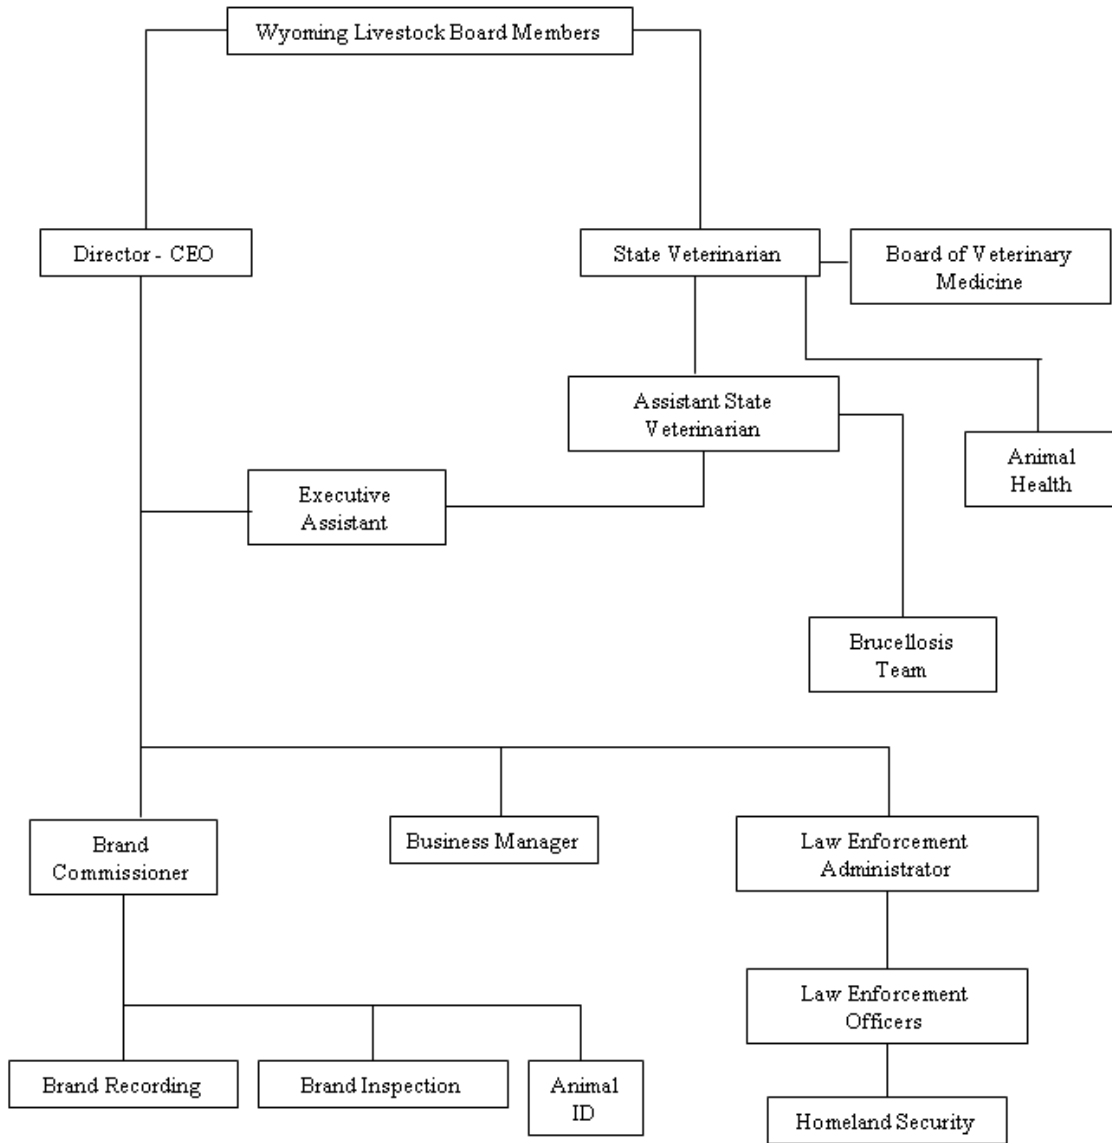 Wyoming Livestock Board Members
Director - CEO
State Veterinarian
Board of Veterinary
Medicine
Assistant State
Veterinarian
Animal
Health
Executive
Assistant
Brucellosis
Team
Brand
Commissioner
Business Manager
Law Enforcement
Administrator
Law Enforcement
Officers
Brand Recording
Brand Inspection
Animal
ID
Homeland Security